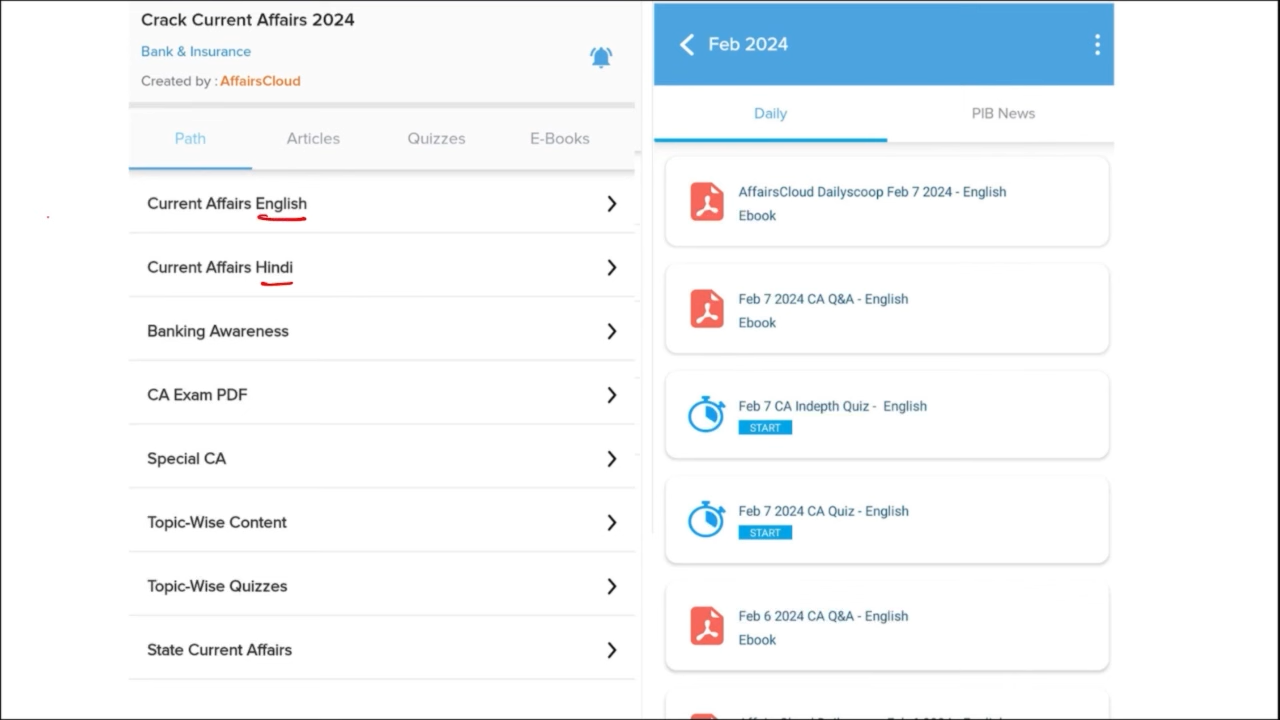 Crack Current Affairs 2024
Bank & Insurance
Created by : AffairsCloud
Path
Articles
Quizzes
E-Books
Current Affairs English
Current Affairs Hindi
Banking Awareness
CA Exam PDF
Special CA
Topic-Wise Content
Topic-Wise Quizzes
State Current Affairs
Feb 2024
Daily
PIB News
AffairsCloud Dailyscoop Feb 7 2024 - English
Ebook
Feb 7 2024 CA Q&A - English
Ebook
Feb 7 CA Indepth Quiz - English
START
Feb 7 2024 CA Quiz - English
START
Feb 6 2024 CA Q&A - English
Ebook